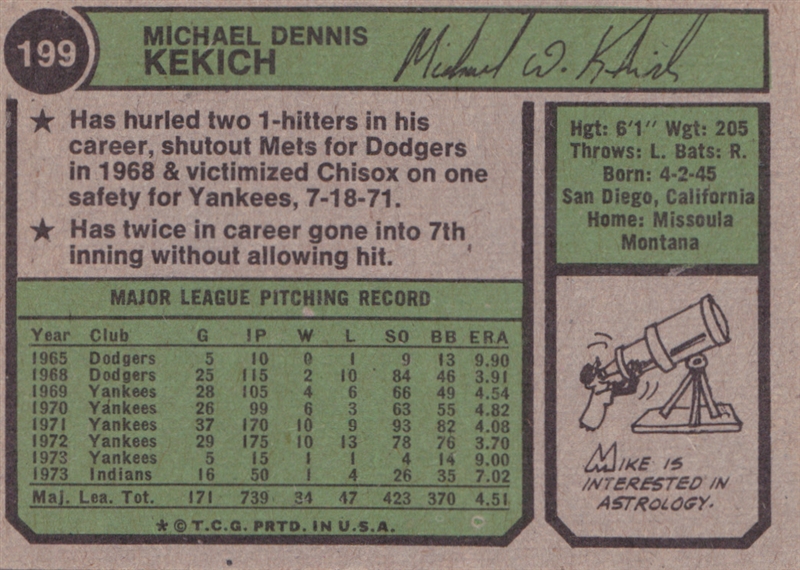 199
MICHAEL DENNIS
KEKICH
Michael W. Kekich
★ Has hurled two 1-hitters in his
career, shutout Mets for Dodgers
in 1968 & victimized Chisox on one
safety for Yankees, 7-18-71.
★ Has twice in career gone into 7th
inning without allowing hit.
MAJOR LEAGUE PITCHING RECORD
Year Club G IP W L SO BB ERA
1965 Dodgers 5 10 0 1 9 13 9.90
1968 Dodgers 25 115 2 10 84 46 3.91
1969 Yankees 28 105 4 6 66 49 4.54
1970 Yankees 26 99 6 3 63 55 4.82
1971 Yankees 37 170 10 9 93 82 4.08
1972 Yankees 29 175 10 13 78 76 3.70
1973 Yankees 5 15 1 1 4 14 9.00
1973 Indians 16 50 1 4 26 35 7.02
Maj. Lea. Tot. 171 739 34 47 423 370 4.51
★ © T.C.G. PRTD. IN U.S.A.
Hgt: 6'1" Wgt: 205
Throws: L. Bats: R.
Born: 4-2-45
San Diego, California
Home: Missoula
Montana
MIKE IS
INTERESTED IN
ASTROLOGY.